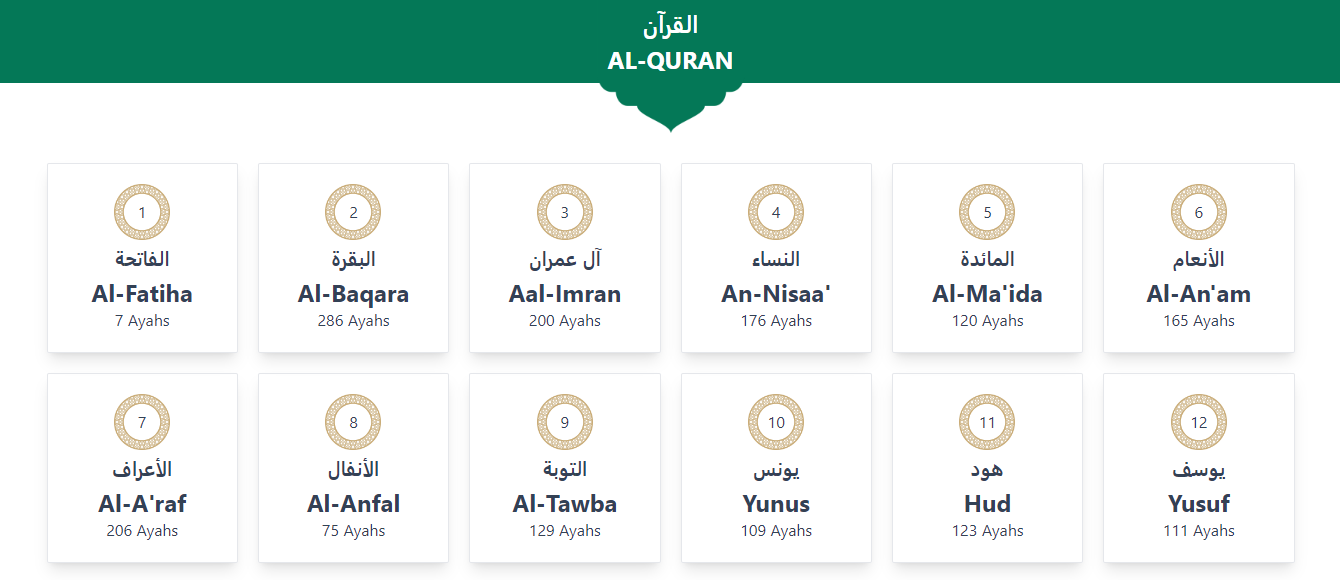 القرآن
AL-QURAN
1
الفاتحة
Al-Fatiha
7 Ayahs
2
البقرة
Al-Baqara
286 Ayahs
3
آل عمران
Aal-Imran
200 Ayahs
4
النساء
An-Nisaa'
176 Ayahs
5
المائدة
Al-Ma'ida
120 Ayahs
6
الأنعام
Al-An'am
165 Ayahs
7
الأعراف
Al-A'raf
206 Ayahs
8
الأنفال
Al-Anfal
75 Ayahs
9
التوبة
Al-Tawba
129 Ayahs
10
يونس
Yunus
109 Ayahs
11
هود
Hud
123 Ayahs
12
يوسف
Yusuf
111 Ayahs